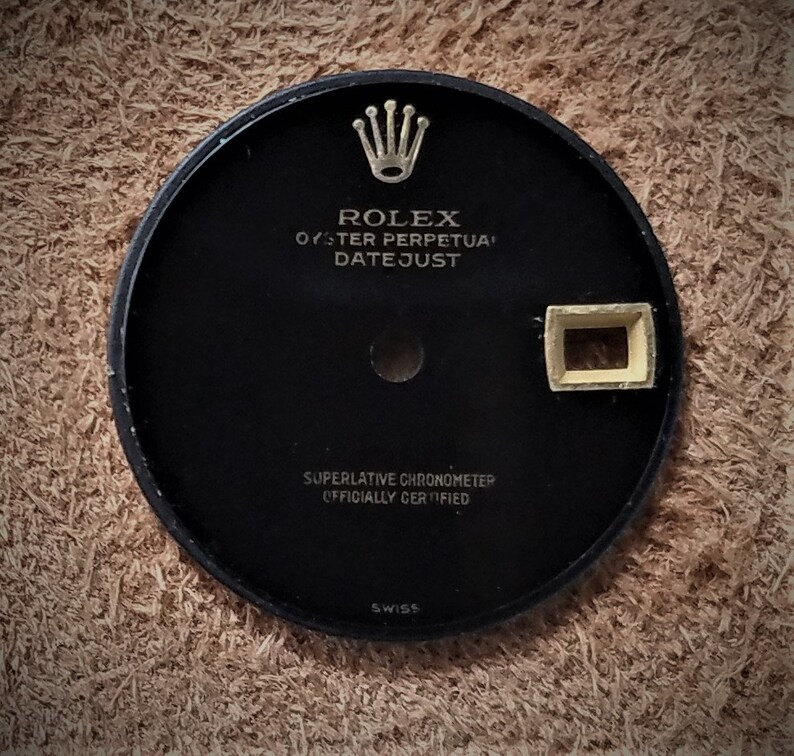 ROLEX
OYSTER PERPETUAL
DATEJUST
SUPERLATIVE CHRONOMETER
OFFICIALLY CERTIFIED
SWISS